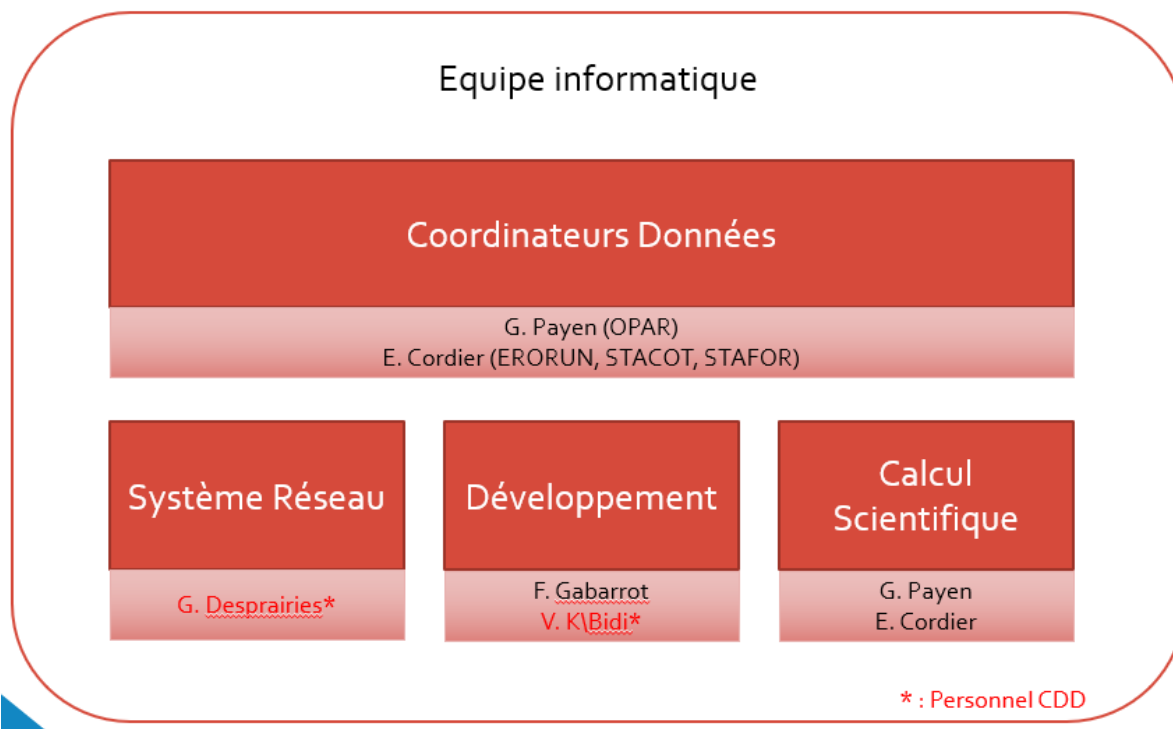 Equipe informatique
Coordinateurs Données
G. Payen (OPAR)
E. Cordier (ERORUN, STACOT, STAFOR)
Système Réseau
G. Desprairies*
Développement
F. Gabarrot
V. K\Bidi*
Calcul
Scientifique
G. Payen
E. Cordier
* : Personnel CDD